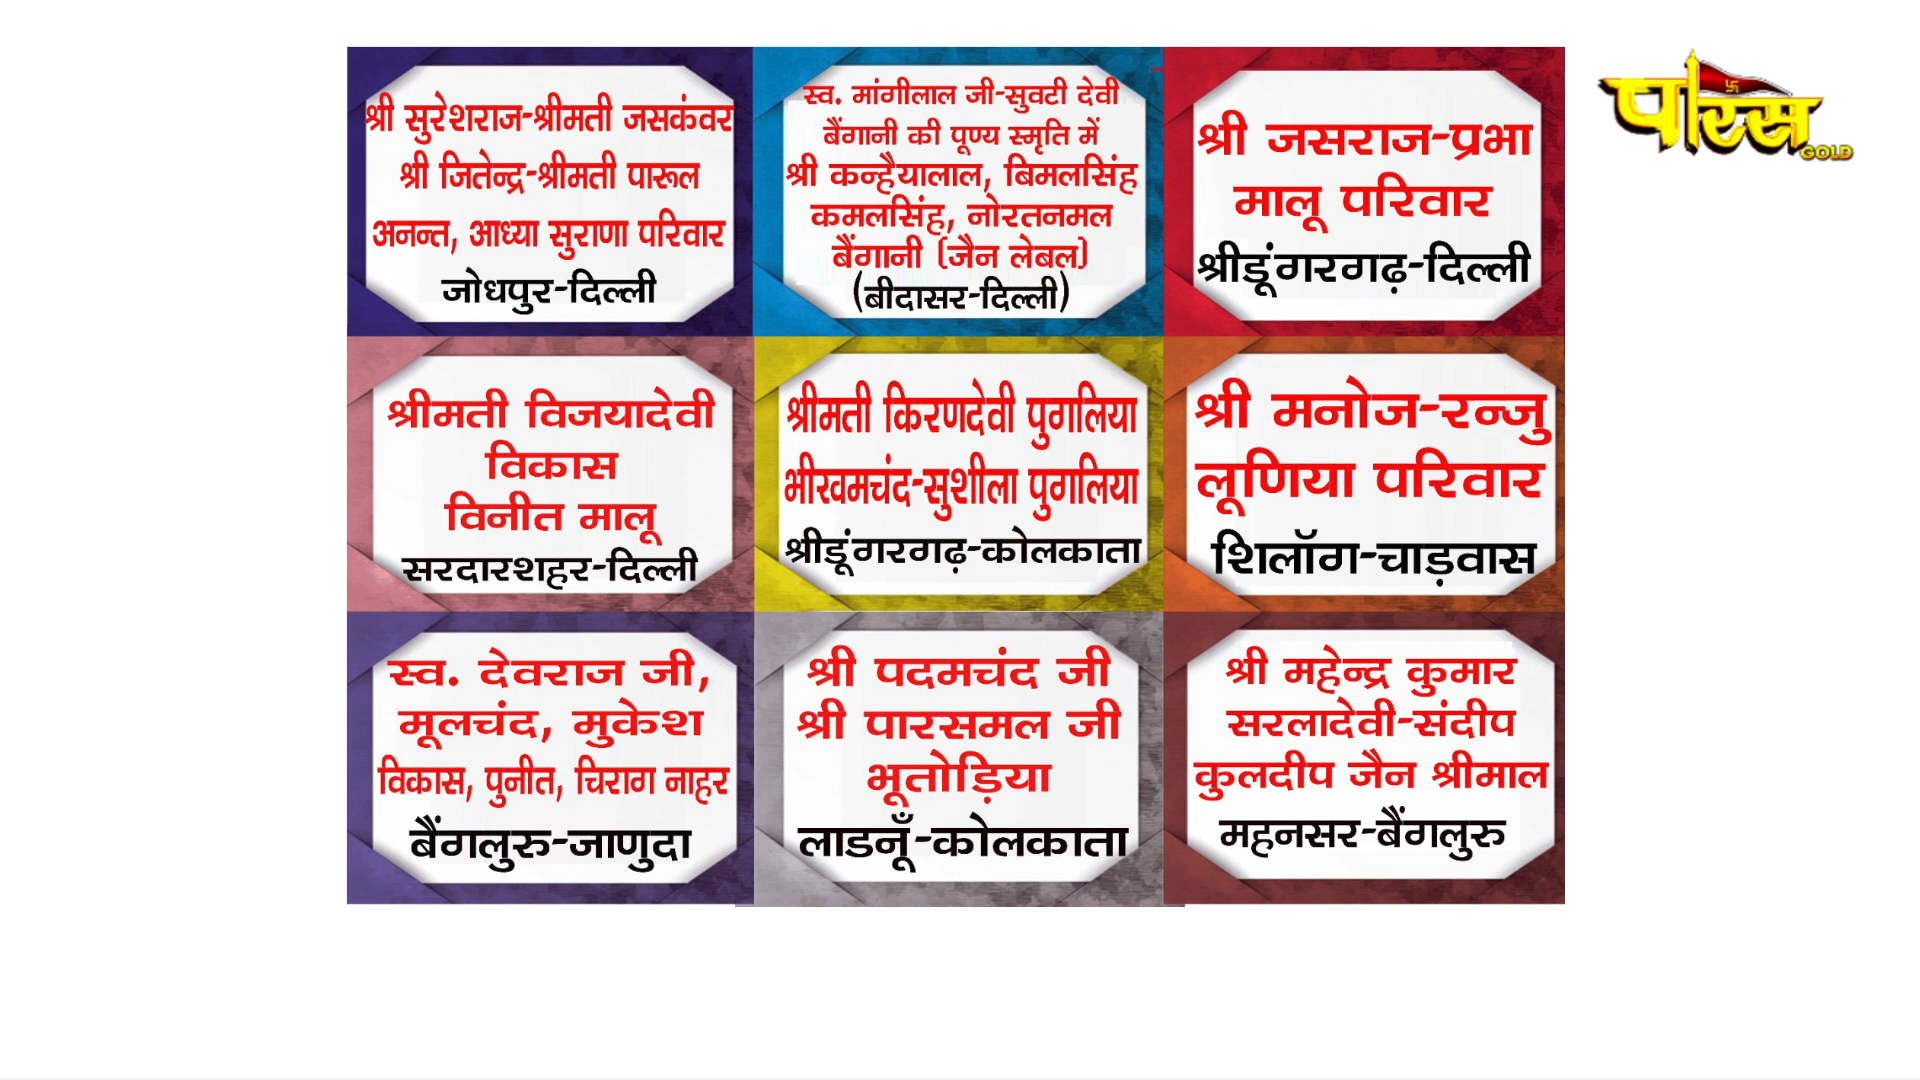 श्री सुरेशराज-श्रीमती जसकंवर
श्री जितेन्द्र-श्रीमती पारूल
अनन्त, आध्या सुराणा परिवार
जोधपुर-दिल्ली
स्व. मांगीलाल जी-सुवटी देवी
बैंगानी की पूण्य स्मृति में
श्री कन्हैयालाल, बिमलसिंह
कमलसिंह, नोरतनमल
बैंगानी (जैन लेबल)
(बीदासर-दिल्ली)
श्री जसराज-प्रभा
मालू परिवार
श्रीडूंगरगढ़-दिल्ली
पारस
GOLD
श्रीमती विजयादेवी
विकास
विनीत मालू
सरदारशहर-दिल्ली
श्रीमती किरणदेवी पुगलिया
भीखमचंद-सुशीला पुगलिया
श्रीडूंगरगढ़-कोलकाता
श्री मनोज-रन्जु
लूणिया परिवार
शिलॉग-चाड़वास
स्व. देवराज जी,
मूलचंद, मुकेश
विकास, पुनीत, चिराग नाहर
बैंगलुरु-जाणुदा
श्री पदमचंद जी
श्री पारसमल जी
भूतोड़िया
लाडनूँ-कोलकाता
श्री महेन्द्र कुमार
सरलादेवी-संदीप
कुलदीप जैन श्रीमाल
महनसर-बैंगलुरु